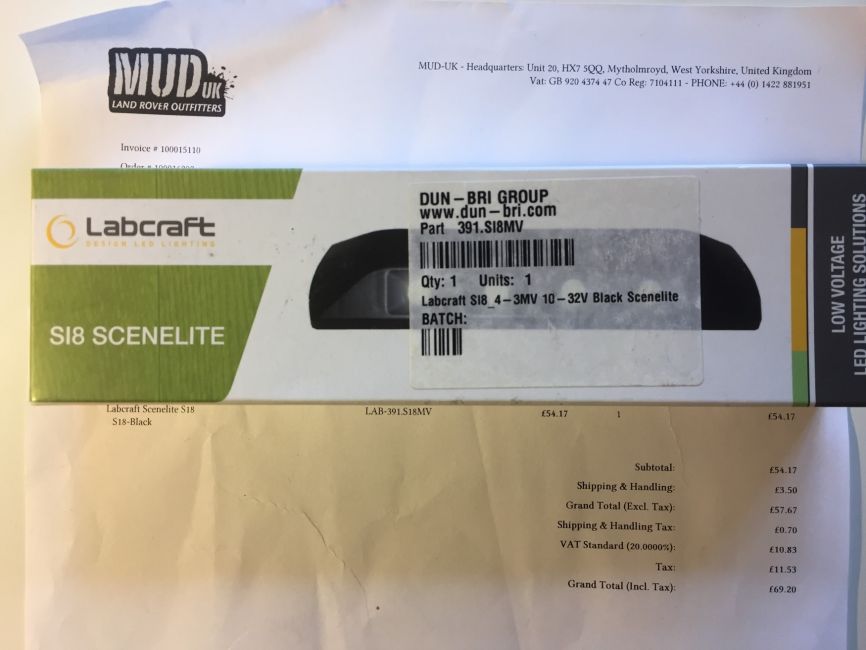 MUD UK
LAND ROVER OUTFITTERS
MUD-UK - Headquarters: Unit 20, HX7 5QQ, Mytholmroyd, West Yorkshire, United Kingdom
Vat: GB 920 4374 47 Co Reg: 7104111 - PHONE: +44 (0) 1422 881951
Invoice # 100015110
Order #
Labcraft
DESIGN LED LIGHTING
SI8 SCENELITE
DUN-BRI GROUP
www.dun-bri.com
Part 391.SI8MV
Qty: 1 Units: 1
Labcraft SI8_4-3MV 10-32V Black Scenelite
BATCH:
LOW VOLTAGE
LED LIGHTING SOLUTIONS
Labcraft Scenelite S18 LAB-391.S18MV £54.17 1 £54.17
S18-Black
Subtotal: £54.17
Shipping & Handling: £3.50
Grand Total (Excl. Tax): £57.67
Shipping & Handling Tax: £0.70
VAT Standard (20.0000%): £10.83
Tax: £11.53
Grand Total (Incl. Tax): £69.20